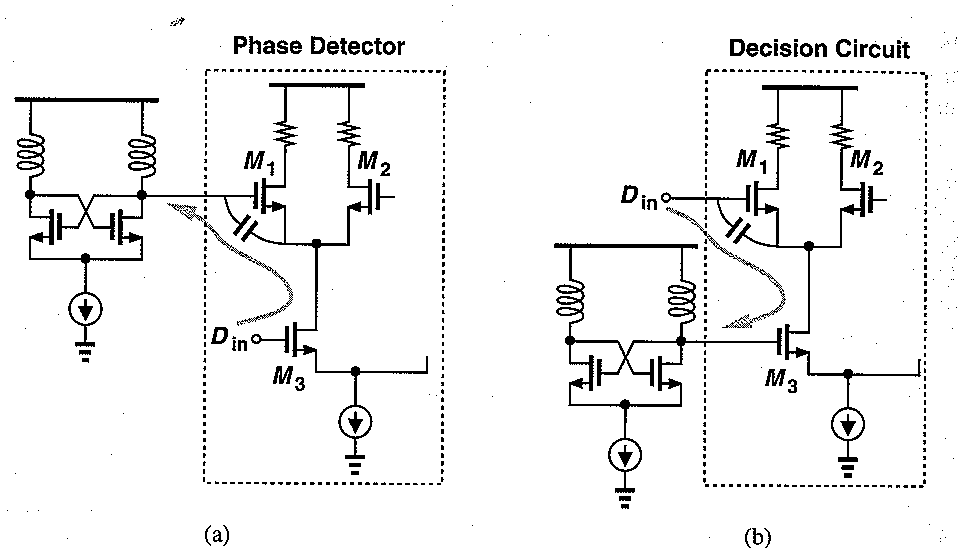 Phase Detector
M1
M2
Din
M3
(a)
Decision Circuit
M1
M2
Din
M3
(b)